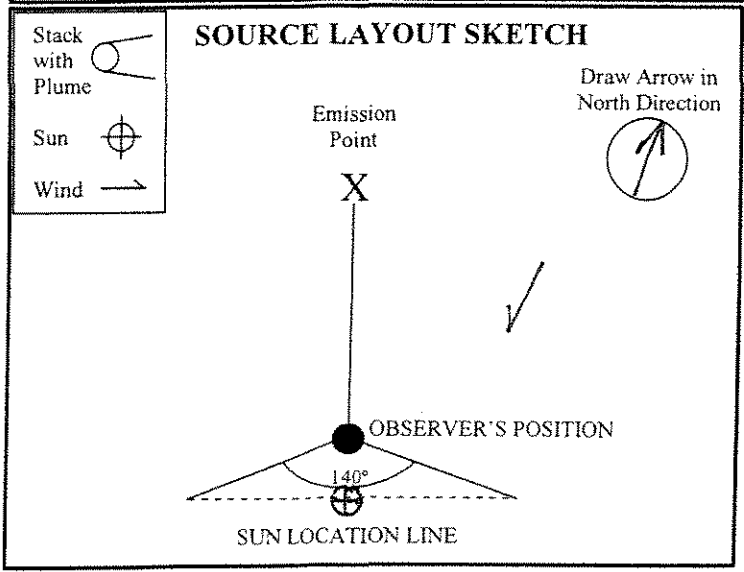 SOURCE LAYOUT SKETCH
Stack
with
Plume
Sun
Wind
Emission
Point
X
Draw Arrow in
North Direction
OBSERVER'S POSITION
140°
SUN LOCATION LINE